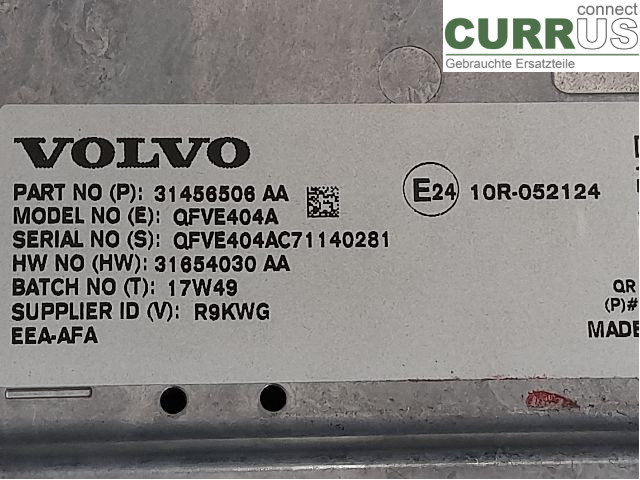 connect
CURRUS
Gebrauchte Ersatzteile
VOLVO
PART NO (P): 31456506 AA
MODEL NO (E): QFVE404A
SERIAL NO (S): QFVE404AC71140281
HW NO (HW): 31654030 AA
BATCH NO (T): 17W49
SUPPLIER ID (V): R9KWG
EEA-AFA
E24 10R-052124
QR
(P)#
MADE